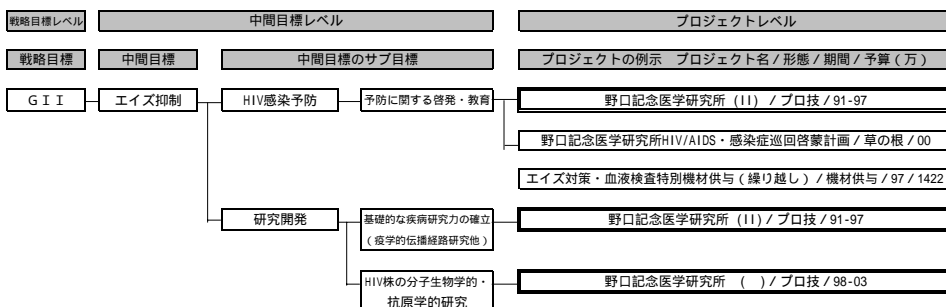 戦略目標レベル
中間目標レベル
プロジェクトレベル
戦略目標
中間目標
中間目標のサブ目標
プロジェクトの例示 プロジェクト名/形態/期間/予算(万)
GII
エイズ抑制
HIV感染予防
予防に関する啓発・教育
野口記念医学研究所 (II) /プロ技/91-97
野口記念医学研究所HIV/AIDS・感染症巡回啓蒙計画/草の根/00
エイズ対策・血液検査特別機材供与(繰り越し)/機材供与/97/1422
研究開発
基礎的な疾病研究力の確立
(疫学的伝播経路研究他)
野口記念医学研究所 (II)/プロ技/91-97
HIV株の分子生物学的・
抗原学的研究
野口記念医学研究所 ( )/プロ技/98-03